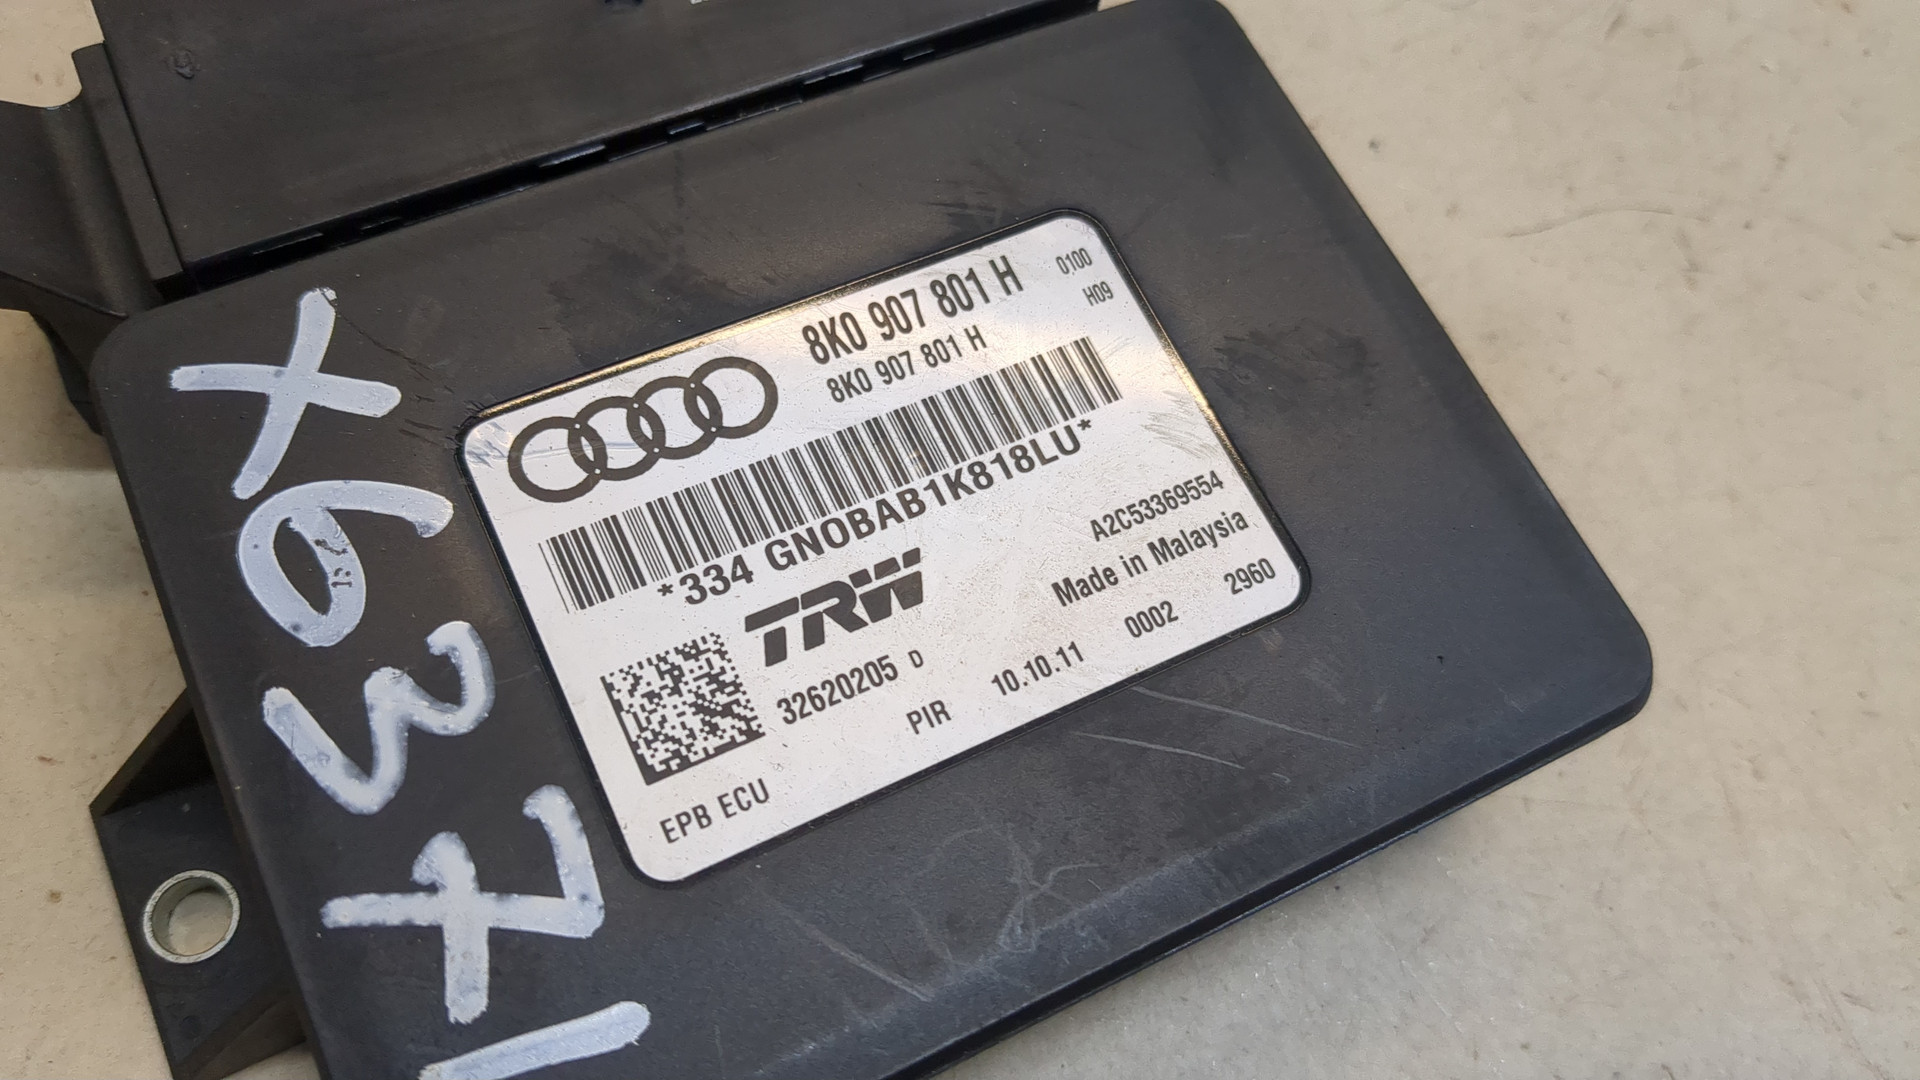 8K0 907 801 H
0100
8K0 907 801 H
H09
*334 GNOBAB1K818LU*
TRW
A2C53369554
Made in Malaysia
32620205 D
PIR
10.10.11
0002
2960
EPB ECU
X6371